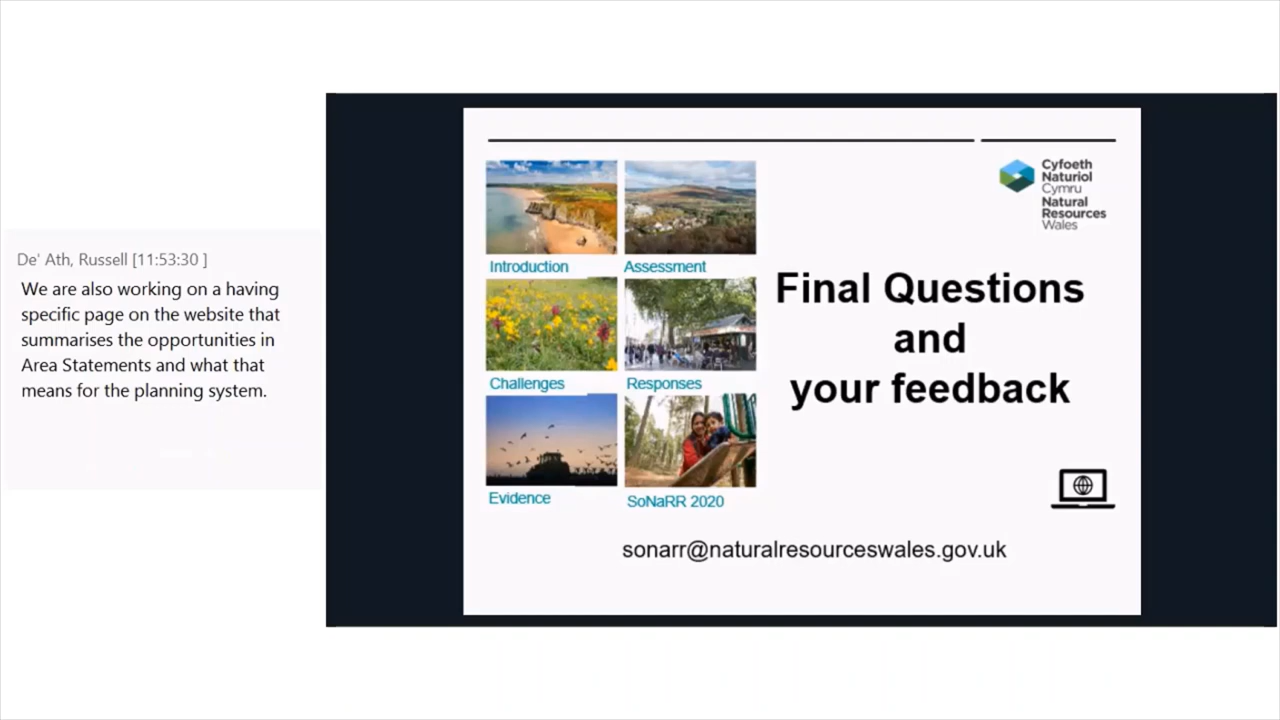 De' Ath, Russell [11:53:30 ]
We are also working on a having
specific page on the website that
summarises the opportunities in
Area Statements and what that
means for the planning system.
Cyfoeth
Naturiol
Cymru
Natural
Resources
Wales
Introduction
Assessment
Challenges
Responses
Evidence
SoNaRR 2020
Final Questions
and
your feedback
sonarr@naturalresourceswales.gov.uk